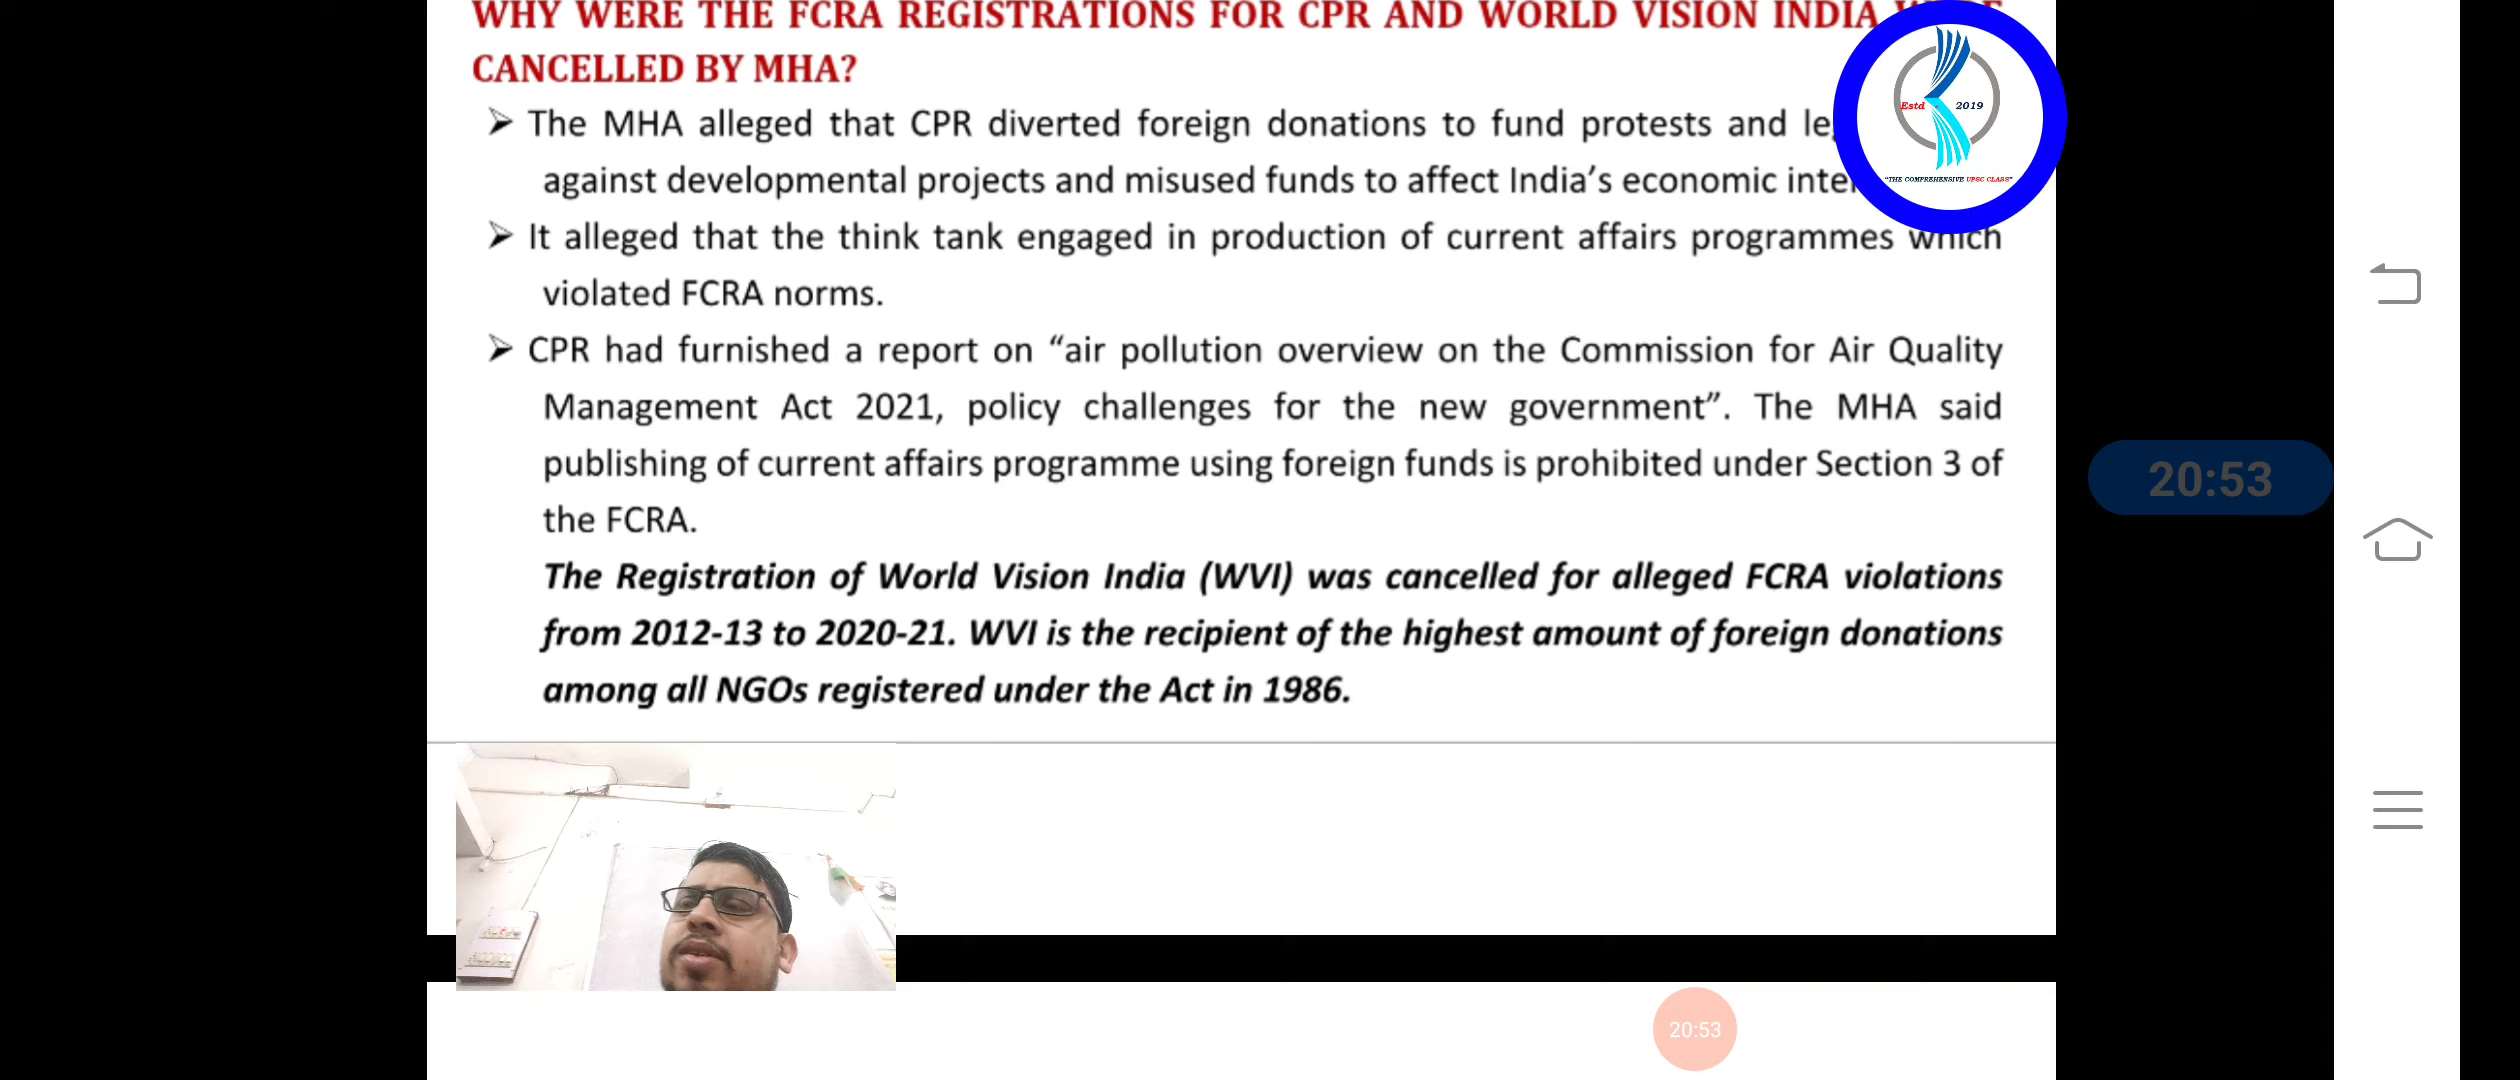 WHY WERE THE FCRA REGISTRATIONS FOR CPR AND WORLD VISION INDIA
CANCELLED BY MHA?
➢ The MHA alleged that CPR diverted foreign donations to fund protests and
against developmental projects and misused funds to affect India's economic
➢ It alleged that the think tank engaged in production of current affairs programmes which
violated FCRA norms.
➢ CPR had furnished a report on “air pollution overview on the Commission for Air Quality
Management Act 2021, policy challenges for the new government”. The MHA said
publishing of current affairs programme using foreign funds is prohibited under Section 3 of
the FCRA.
The Registration of World Vision India (WVI) was cancelled for alleged FCRA violations
from 2012-13 to 2020-21. WVI is the recipient of the highest amount of foreign donations
among all NGOs registered under the Act in 1986.
Estd 2019
"THE COMPREHENSIVE UPSC CLASS"
20:53
20:53